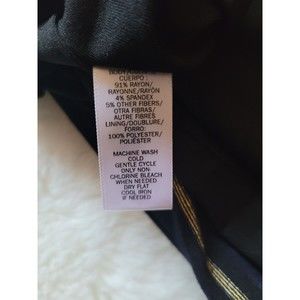 CUERPO:
91% RAYON/
RAYONNE/RAYÓN
4% SPANDEX
5% OTHER FIBERS/
OTRA FIBRAS/
AUTRE FIBRES
LINING/DOUBLURE/
FORRO:
100% POLYESTER/
POLIESTER
MACHINE WASH
COLD
GENTLE CYCLE
ONLY NON
CHLORINE BLEACH
WHEN NEEDED
DRY FLAT
COOL IRON
IF NEEDED